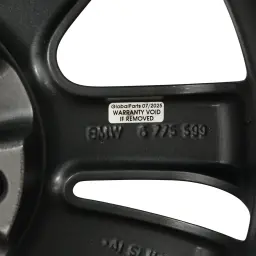 GlobalParts 07/2025
WARRANTY VOID
IF REMOVED
BMW 6 775 599